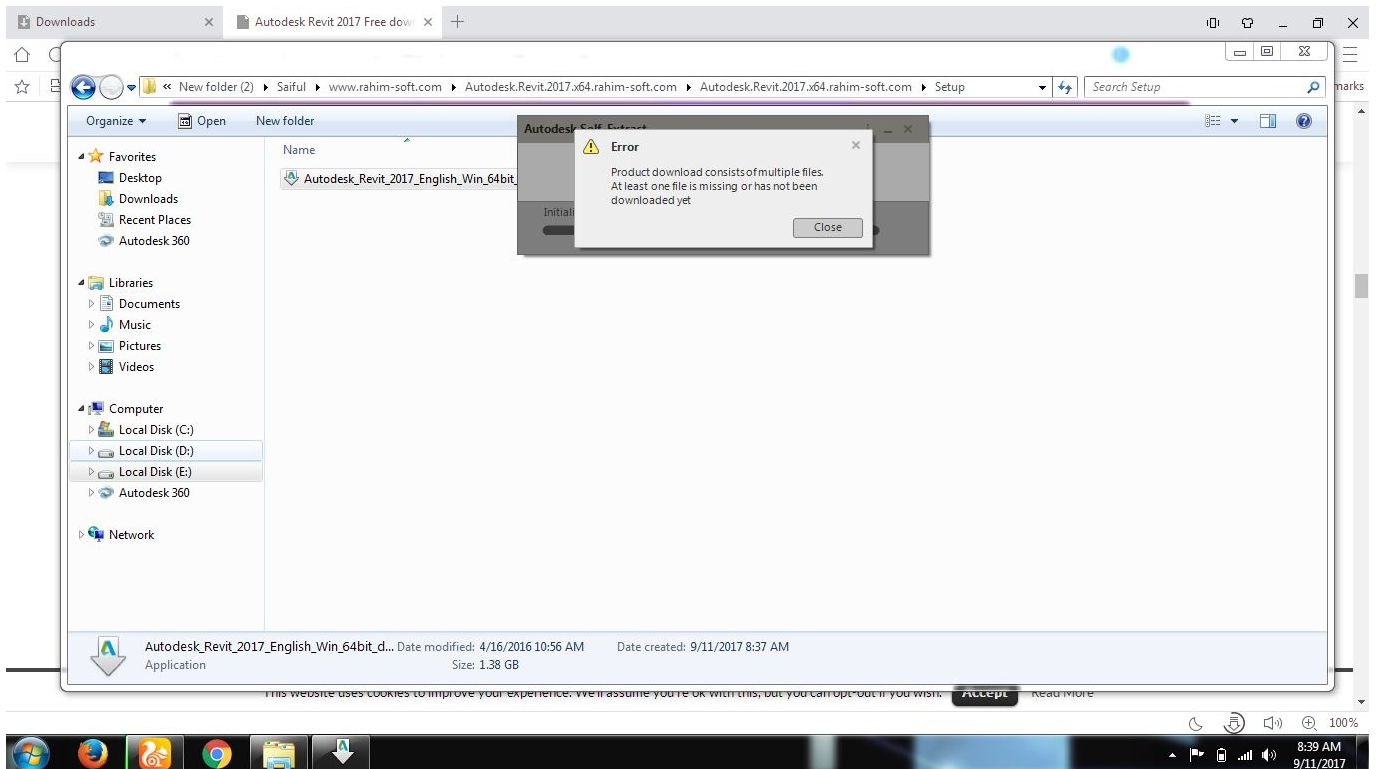 Downloads
Autodesk Revit 2017 Free dow
« New folder (2) Saiful www.rahim-soft.com Autodesk.Revit.2017.x64.rahim-soft.com Autodesk.Revit.2017.x64.rahim-soft.com Setup
Search Setup
marks
Organize Open New folder
Name
Autodesk_Revit_2017_English_Win_64bit_
Autodesk Self-Extract
Error
Product download consists of multiple files.
At least one file is missing or has not been
downloaded yet
Close
Initiali
Favorites
Desktop
Downloads
Recent Places
Autodesk 360
Libraries
Documents
Music
Pictures
Videos
Computer
Local Disk (C:)
Local Disk (D:)
Local Disk (E:)
Autodesk 360
Network
Autodesk_Revit_2017_English_Win_64bit_d... Date modified: 4/16/2016 10:56 AM Date created: 9/11/2017 8:37 AM
Application Size: 1.38 GB
This website uses cookies to improve your experience. We'll assume you're ok with this, but you can opt-out if you wish. Accept Read More
100%
8:39 AM
9/11/2017